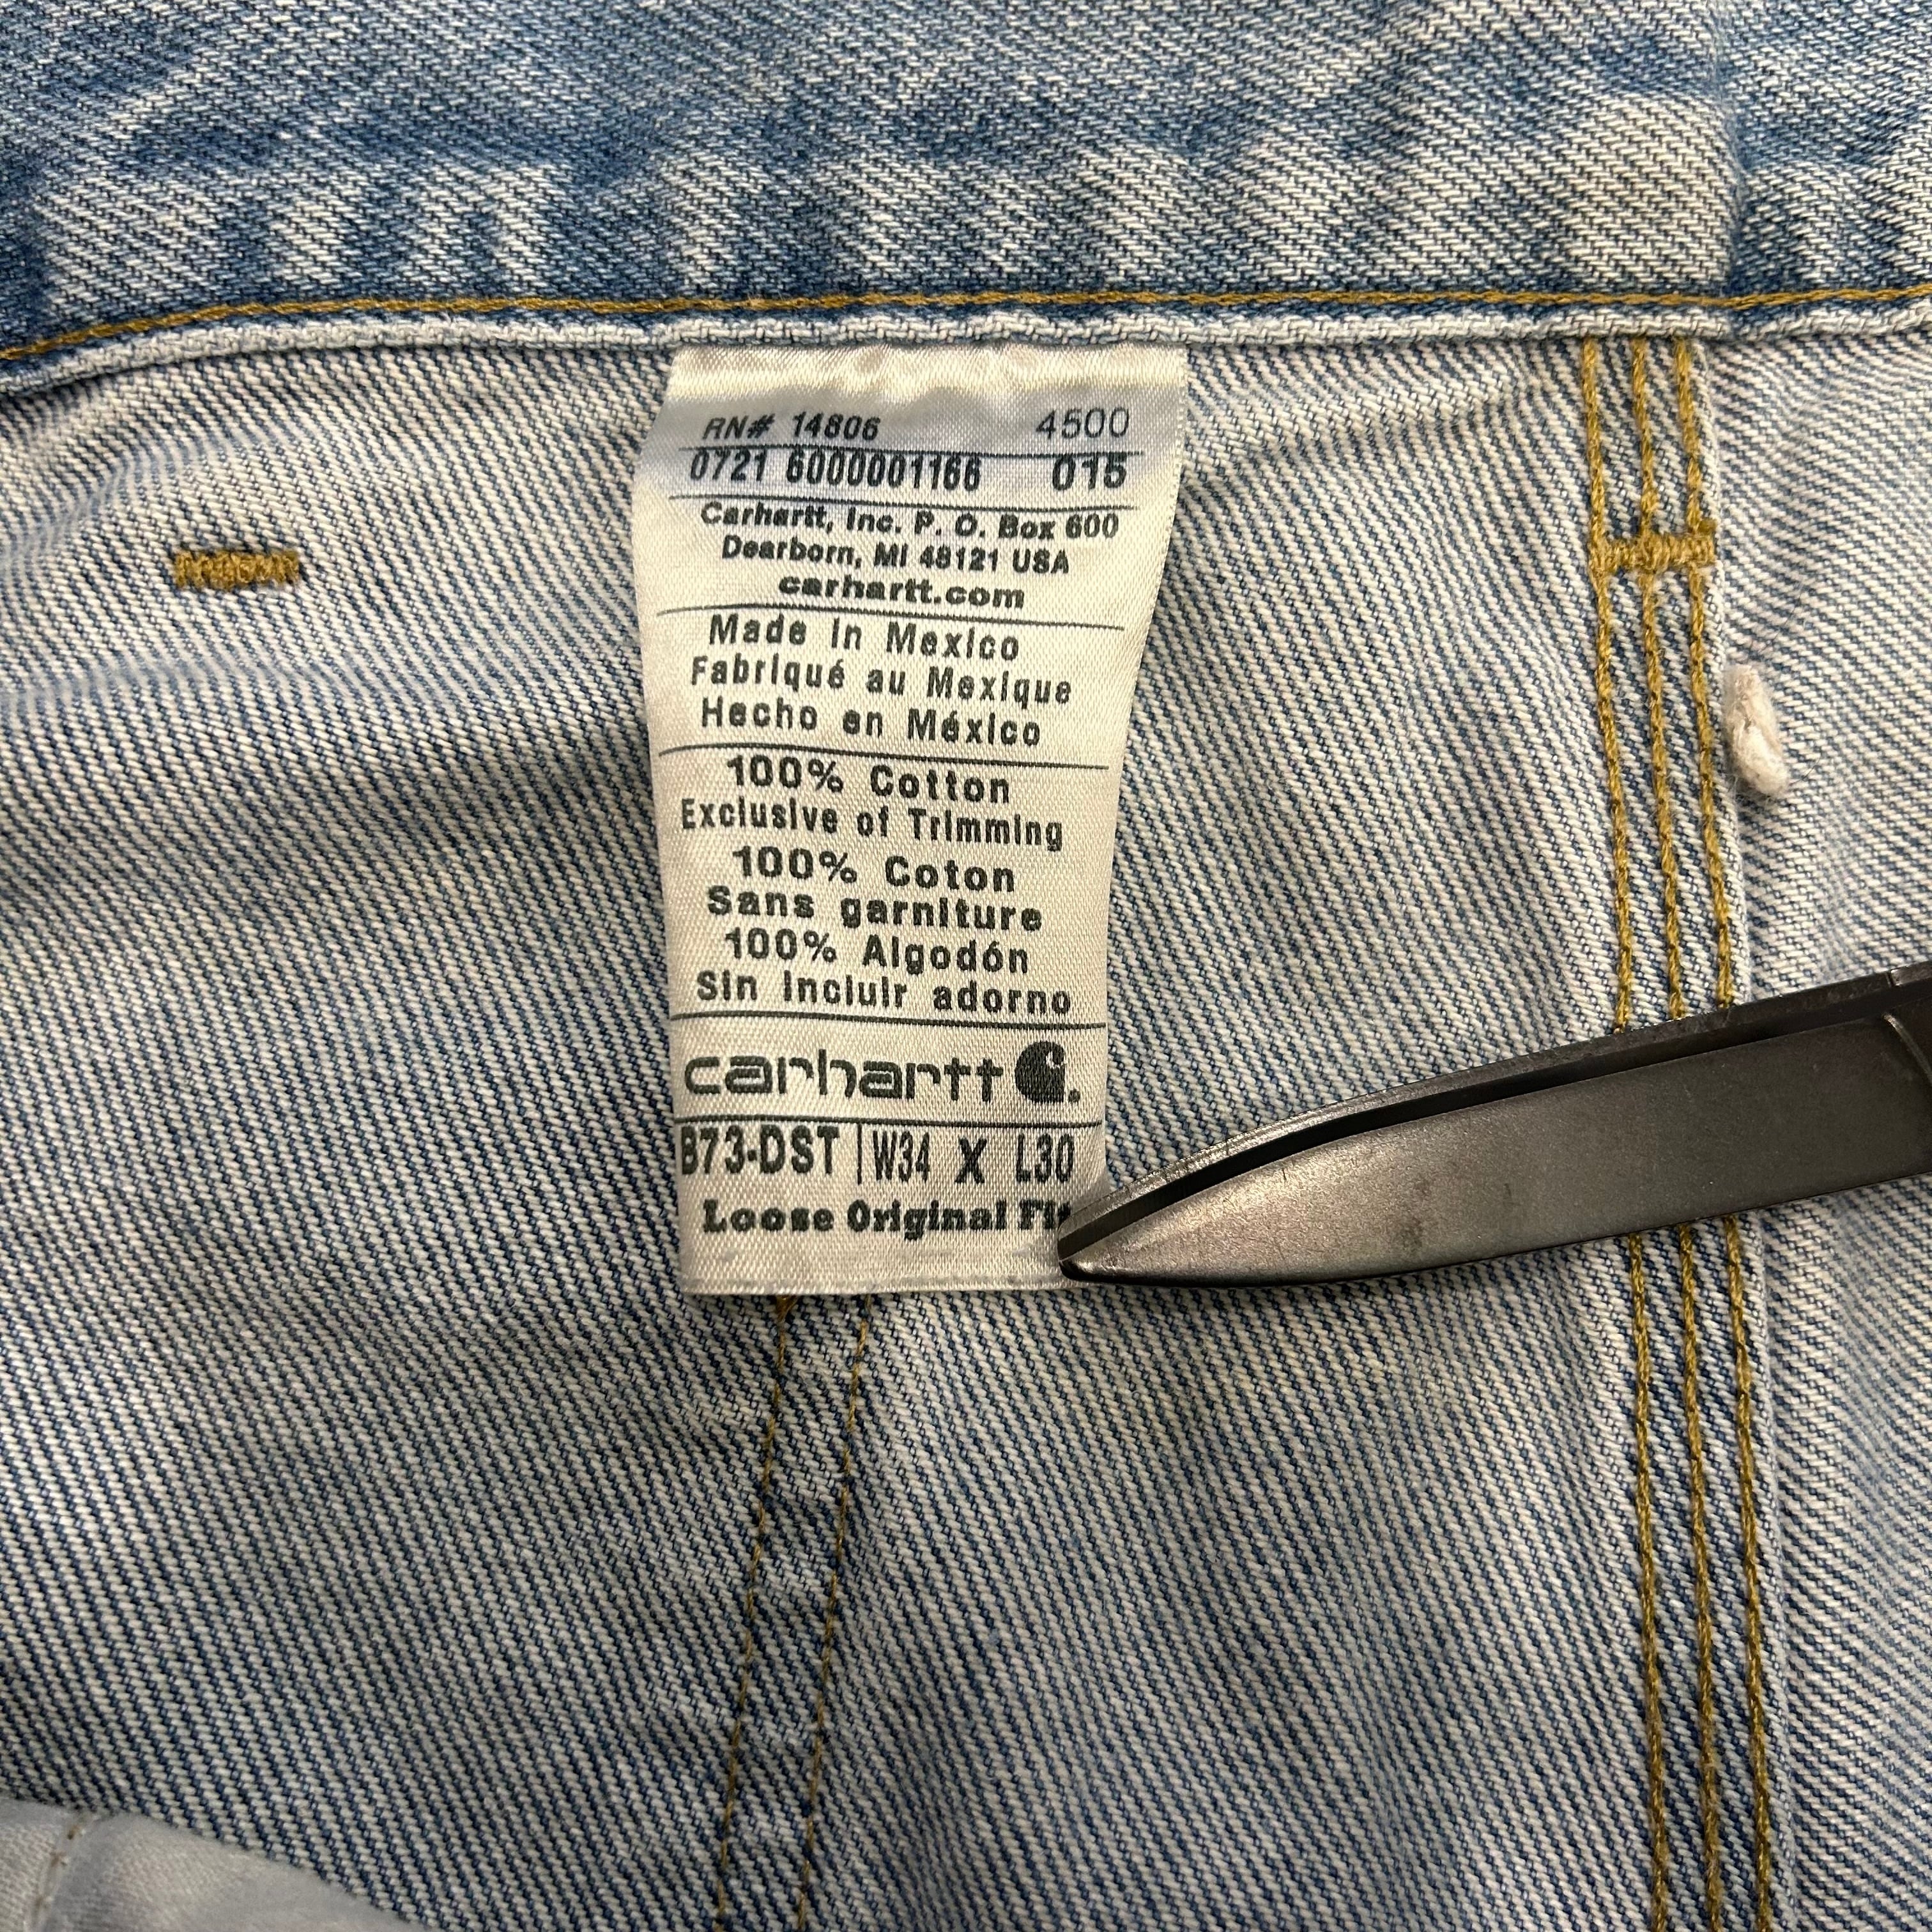 RN# 14806 4500
0721 6000001166 015
Carhartt, Inc. P. O. Box 600
Dearborn, MI 48121 USA
carhartt.com
Made in Mexico
Fabriqué au Mexique
Hecho en México
100% Cotton
Exclusive of Trimming
100% Coton
Sans garniture
100% Algodón
Sin incluir adorno
carhartt
B73-DST | W34 X L30
Loose Original Fit